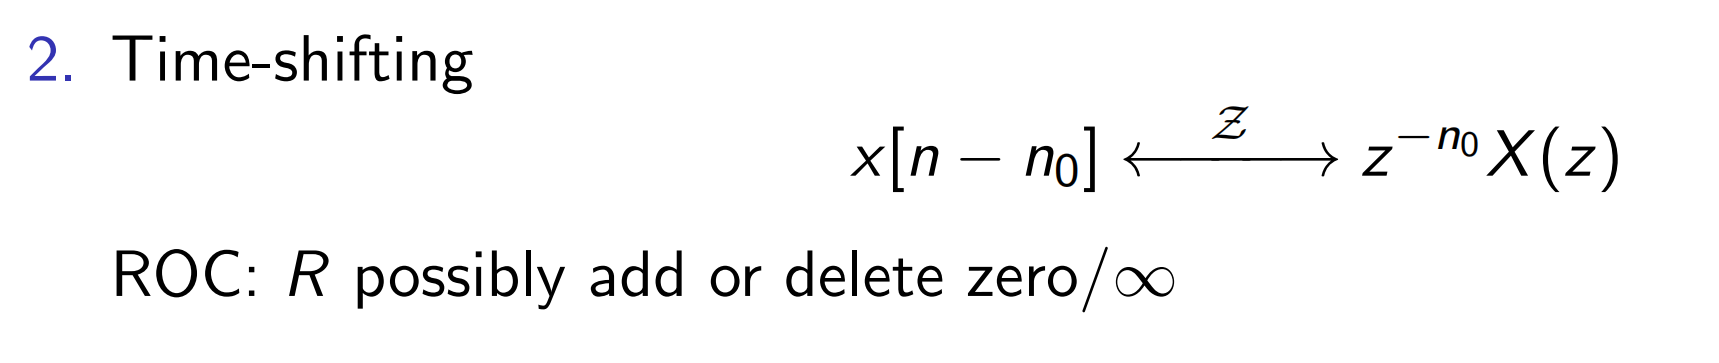 2. Time-shifting
x[n − n₀] ←𝒵→ z^{−n₀} X(z)
ROC: R possibly add or delete zero/∞